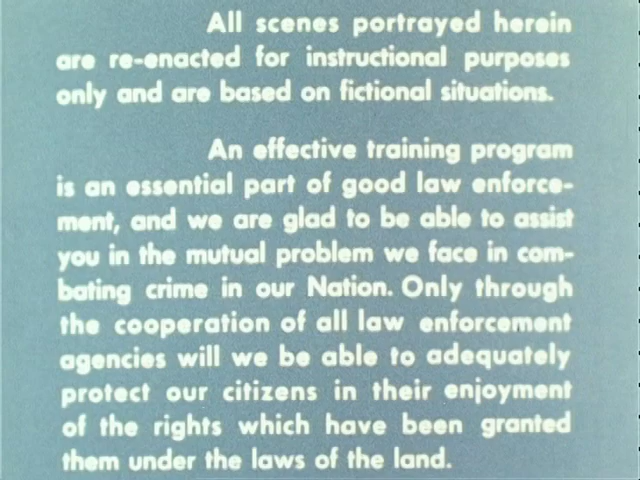 All scenes portrayed herein
are re-enacted for instructional purposes
only and are based on fictional situations.
An effective training program
is an essential part of good law enforce-
ment, and we are glad to be able to assist
you in the mutual problem we face in com-
bating crime in our Nation. Only through
the cooperation of all law enforcement
agencies will we be able to adequately
protect our citizens in their enjoyment
of the rights which have been granted
them under the laws of the land.